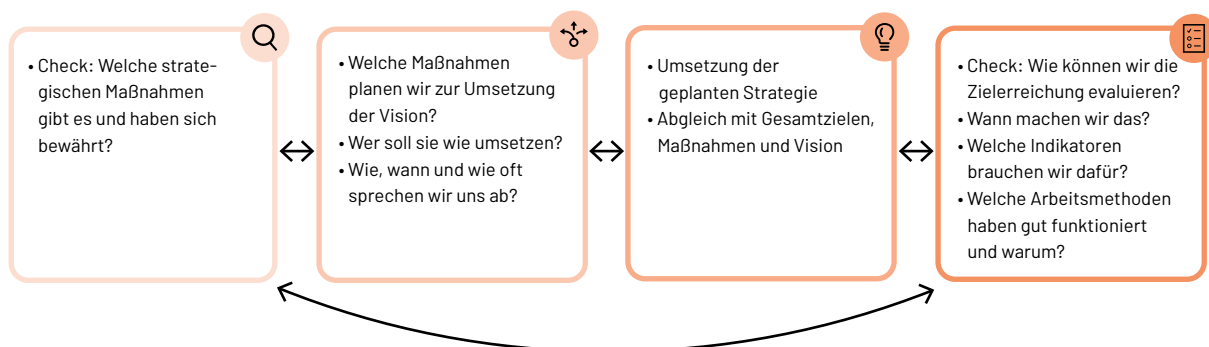 • Check: Welche strate-
gischen Maßnahmen
gibt es und haben sich
bewährt?
• Welche Maßnahmen
planen wir zur Umsetzung
der Vision?
• Wer soll sie wie umsetzen?
• Wie, wann und wie oft
sprechen wir uns ab?
• Umsetzung der
geplanten Strategie
• Abgleich mit Gesamtzielen,
Maßnahmen und Vision
• Check: Wie können wir die
Zielerreichung evaluieren?
• Wann machen wir das?
• Welche Indikatoren
brauchen wir dafür?
• Welche Arbeitsmethoden
haben gut funktioniert
und warum?